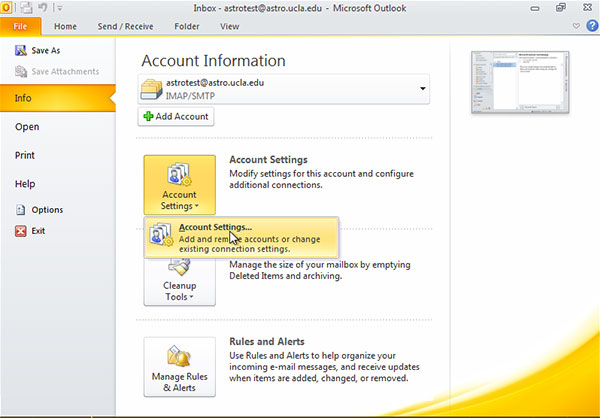 Inbox - astrotest@astro.ucla.edu - Microsoft Outlook
File Home Send / Receive Folder View
Save As
Save Attachments
Info
Open
Print
Help
Options
Exit
Account Information
astrotest@astro.ucla.edu
IMAP/SMTP
Add Account
Account
Settings
Account Settings
Modify settings for this account and configure
additional connections.
Account Settings...
Add and remove accounts or change
existing connection settings.
Cleanup
Tools
Manage the size of your mailbox by emptying
Deleted Items and archiving.
Manage Rules
& Alerts
Rules and Alerts
Use Rules and Alerts to help organize your
incoming e-mail messages, and receive updates
when items are added, changed, or removed.